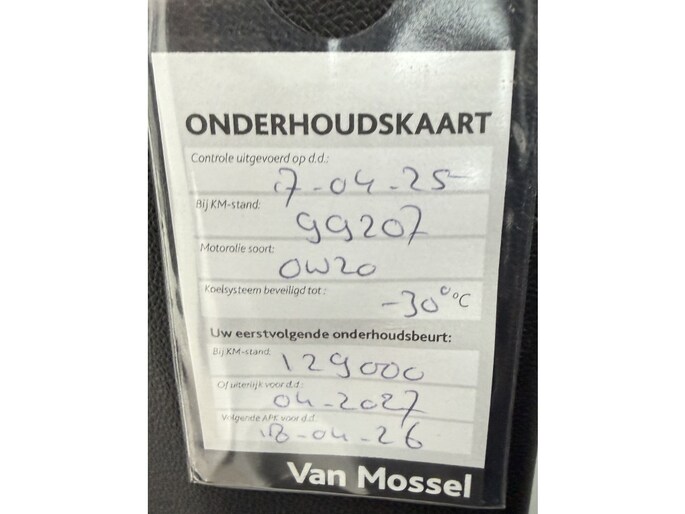 ONDERHOUDSKAART
Controle uitgevoerd op d.d.:
17-04-25
Bij KM-stand:
99207
Motorolie soort:
0W20
Koelsysteem beveiligd tot:
-30° °C
Uw eerstvolgende onderhoudsbeurt:
Bij KM-stand:
129000
Of uiterlijk voor d.d.:
04-2027
Volgende APK voor d.d.
18-04-26
Van Mossel